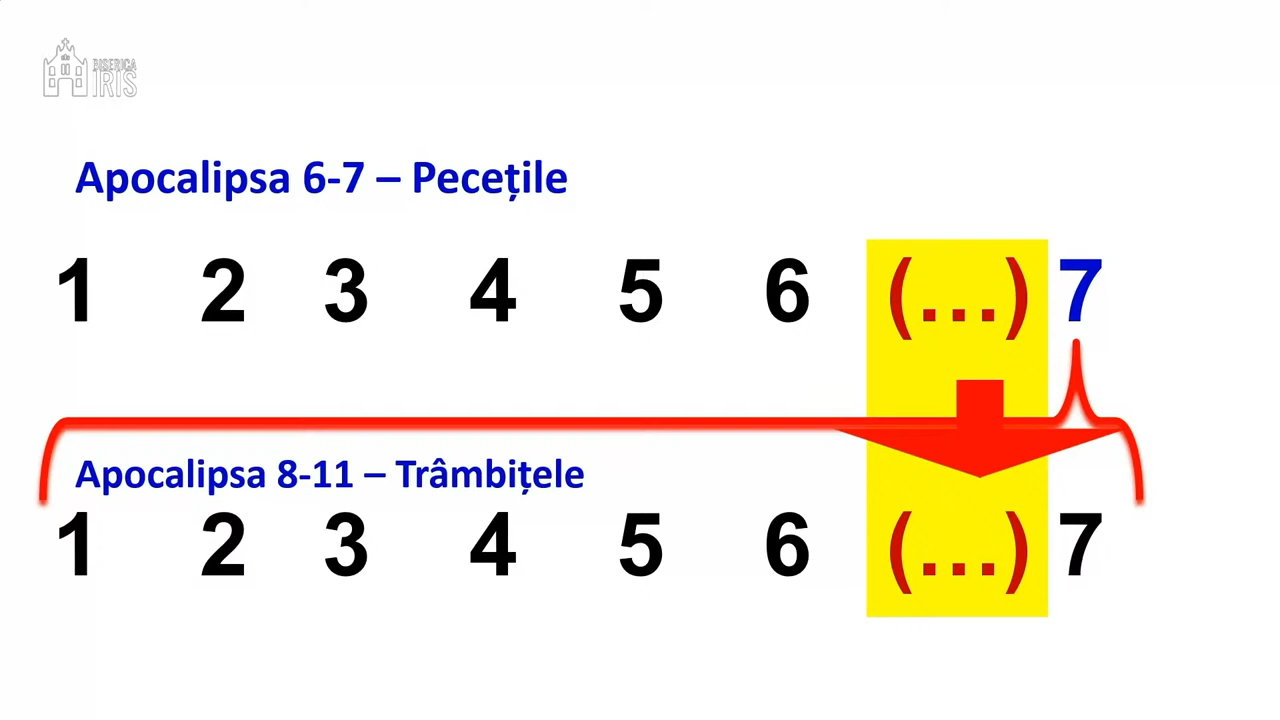 BISERICA
IRIS
Apocalipsa 6-7 – Pecețile
1 2 3 4 5 6 (...) 7
Apocalipsa 8-11 – Trâmbițele
1 2 3 4 5 6 (...) 7